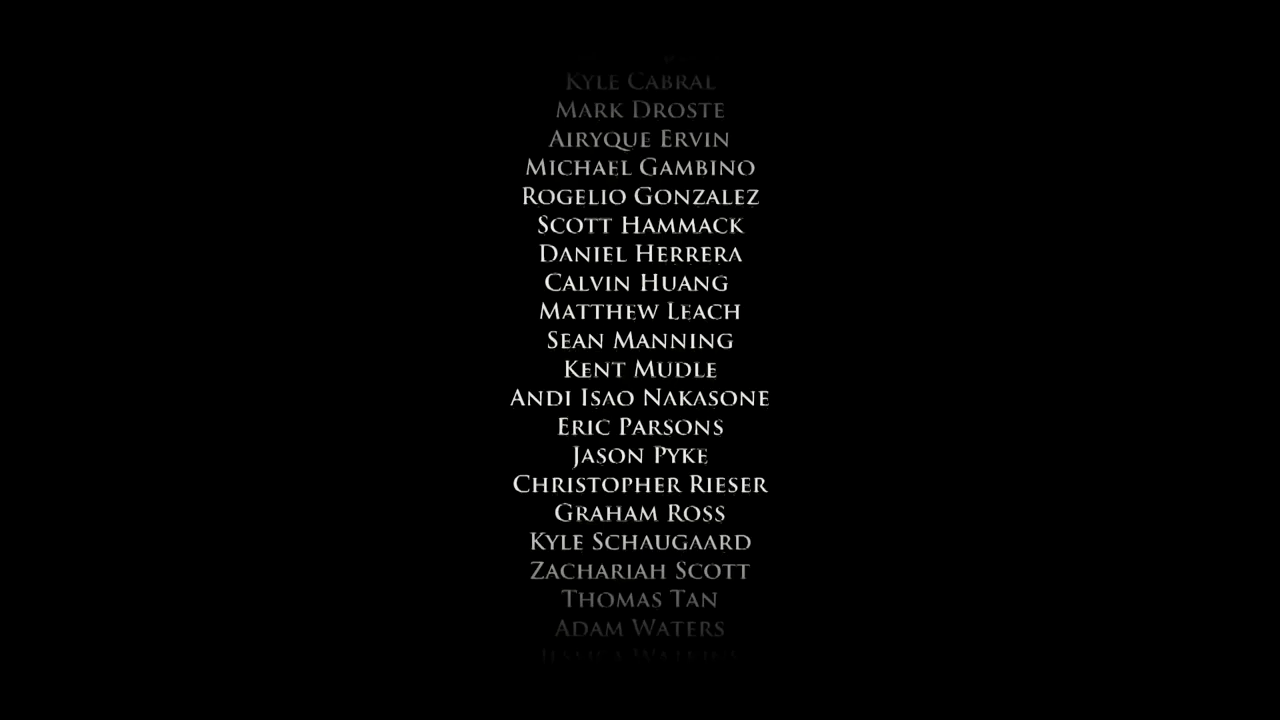 Kyle Cabral
Mark Droste
Airyque Ervin
Michael Gambino
Rogelio Gonzalez
Scott Hammack
Daniel Herrera
Calvin Huang
Matthew Leach
Sean Manning
Kent Mudle
Andi Isao Nakasone
Eric Parsons
Jason Pyke
Christopher Rieser
Graham Ross
Kyle Schaugaard
Zachariah Scott
Thomas Tan
Adam Waters
Jessica